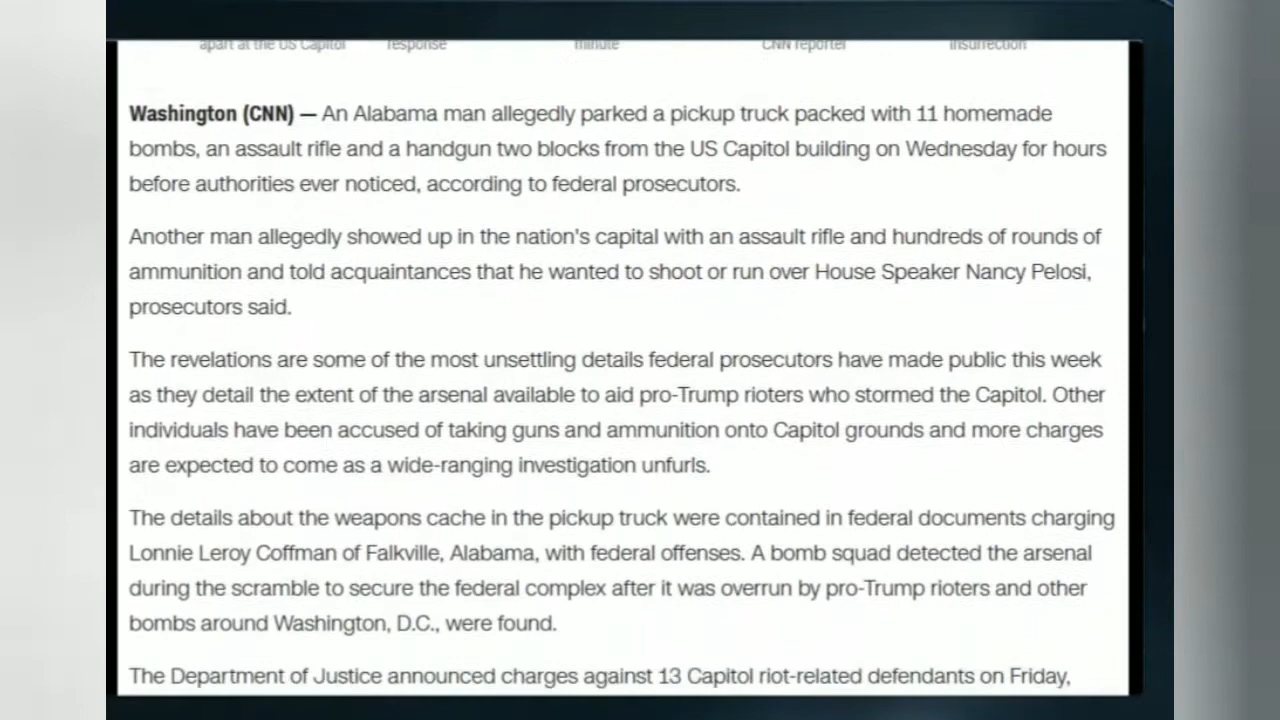 apart at the US Capitol response minute CNN reporter insurrection
Washington (CNN) — An Alabama man allegedly parked a pickup truck packed with 11 homemade
bombs, an assault rifle and a handgun two blocks from the US Capitol building on Wednesday for hours
before authorities ever noticed, according to federal prosecutors.
Another man allegedly showed up in the nation's capital with an assault rifle and hundreds of rounds of
ammunition and told acquaintances that he wanted to shoot or run over House Speaker Nancy Pelosi,
prosecutors said.
The revelations are some of the most unsettling details federal prosecutors have made public this week
as they detail the extent of the arsenal available to aid pro-Trump rioters who stormed the Capitol. Other
individuals have been accused of taking guns and ammunition onto Capitol grounds and more charges
are expected to come as a wide-ranging investigation unfurls.
The details about the weapons cache in the pickup truck were contained in federal documents charging
Lonnie Leroy Coffman of Falkville, Alabama, with federal offenses. A bomb squad detected the arsenal
during the scramble to secure the federal complex after it was overrun by pro-Trump rioters and other
bombs around Washington, D.C., were found.
The Department of Justice announced charges against 13 Capitol riot-related defendants on Friday,